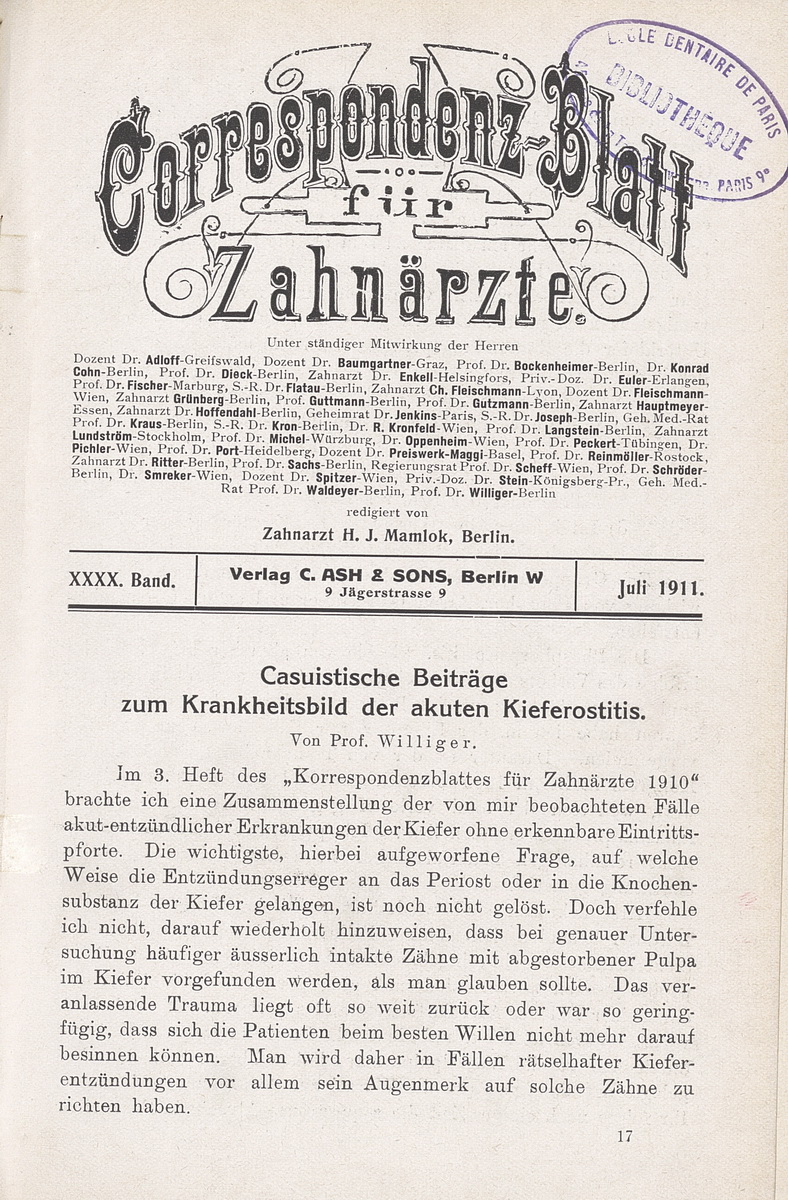 Correspondenz-Blatt
für
Zahnärzte.
DENTAIRE DE PARIS
BIBLIOTHÈQUE
PARIS 9e
Unter ständiger Mitwirkung der Herren
Dozent Dr. Adloff-Greifswald, Dozent Dr. Baumgartner-Graz, Prof. Dr. Bockenheimer-Berlin, Dr. Konrad
Cohn-Berlin, Prof. Dr. Dieck-Berlin, Zahnarzt Dr. Enkell-Helsingfors, Priv.-Doz. Dr. Euler-Erlangen,
Prof. Dr. Fischer-Marburg, S.-R. Dr. Flatau-Berlin, Zahnarzt Ch. Fleischmann-Lyon, Dozent Dr. Fleischmann-
Wien, Zahnarzt Grünberg-Berlin, Prof. Guttmann-Berlin, Prof. Dr. Gutzmann-Berlin, Zahnarzt Hauptmeyer-
Essen, Zahnarzt Dr. Hoffendahl-Berlin, Geheimrat Dr. Jenkins-Paris, S.-R. Dr. Joseph-Berlin, Geh. Med.-Rat
Prof. Dr. Kraus-Berlin, S.-R. Dr. Kron-Berlin, Dr. R. Kronfeld-Wien, Prof. Dr. Langstein-Berlin, Zahnarzt
Lundström-Stockholm, Prof. Dr. Michel-Würzburg, Dr. Oppenheim-Wien, Prof. Dr. Peckert-Tübingen, Dr.
Pichler-Wien, Prof. Dr. Port-Heidelberg, Dozent Dr. Preiswerk-Maggi-Basel, Prof. Dr. Reinmöller-Rostock,
Zahnarzt Dr. Ritter-Berlin, Prof. Dr. Sachs-Berlin, Regierungsrat Prof. Dr. Scheff-Wien, Prof. Dr. Schröder-
Berlin, Dr. Smreker-Wien, Dozent Dr. Spitzer-Wien, Priv.-Doz. Dr. Stein-Königsberg-Pr., Geh. Med.-
Rat Prof. Dr. Waldeyer-Berlin, Prof. Dr. Williger-Berlin
redigiert von
Zahnarzt H. J. Mamlok, Berlin.
XXXX. Band.
Verlag C. ASH & SONS, Berlin W
9 Jägerstrasse 9
Juli 1911.
Casuistische Beiträge
zum Krankheitsbild der akuten Kieferostitis.
Von Prof. Williger.
Im 3. Heft des „Korrespondenzblattes für Zahnärzte 1910“
brachte ich eine Zusammenstellung der von mir beobachteten Fälle
akut-entzündlicher Erkrankungen der Kiefer ohne erkennbare Eintritts-
pforte. Die wichtigste, hierbei aufgeworfene Frage, auf welche
Weise die Entzündungserreger an das Periost oder in die Knochen-
substanz der Kiefer gelangen, ist noch nicht gelöst. Doch verfehle
ich nicht, darauf wiederholt hinzuweisen, dass bei genauer Unter-
suchung häufiger äusserlich intakte Zähne mit abgestorbener Pulpa
im Kiefer vorgefunden werden, als man glauben sollte. Das ver-
anlassende Trauma liegt oft so weit zurück oder war so gering-
fügig, dass sich die Patienten beim besten Willen nicht mehr darauf
besinnen können. Man wird daher in Fällen rätselhafter Kiefer-
entzündungen vor allem sein Augenmerk auf solche Zähne zu
richten haben.
17